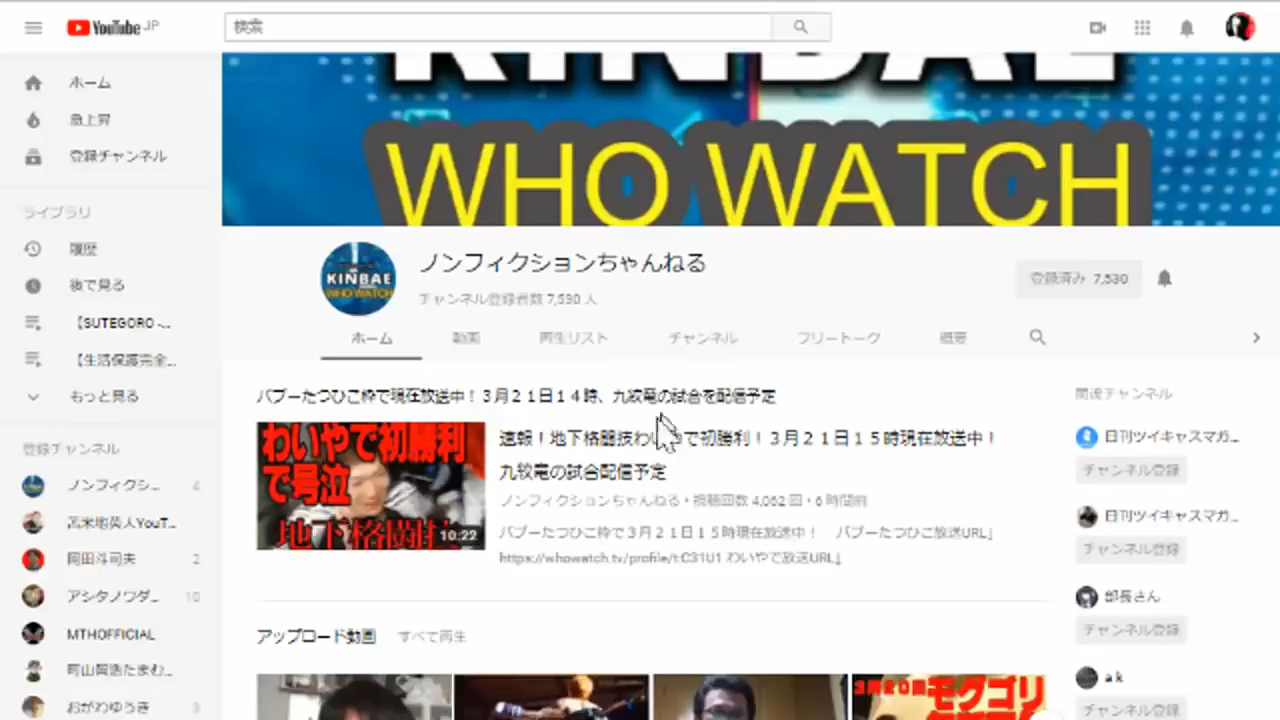 YouTube JP
検索
ホーム
急上昇
登録チャンネル
ライブラリ
履歴
後で見る
【SUTEGORO -...
【生活保護完全...
もっと見る
登録チャンネル
ノンフィクシ... 4
苫米地英人YouT...
岡田斗司夫 2
アシタノワダ... 10
MTHOFFICIAL
町山智浩たまむ...
おがわゆうき 3
KINBAE
WHO WATCH
KINBAE
WHO WATCH
ノンフィクションちゃんねる
チャンネル登録者数 7,530 人
登録済み 7,530
ホーム 動画 再生リスト チャンネル フリートーク 概要
バブーたつひこ枠で現在放送中！３月２１日１４時、九紋竜の試合を配信予定
わいやで初勝利
で号泣
地下格闘
10:22
速報！地下格闘技わいやで初勝利！３月２１日１５時現在放送中！
九紋竜の試合配信予定
ノンフィクションちゃんねる・視聴回数 4,062 回・6 時間前
バブーたつひこ枠で３月２１日１５時現在放送中！ バブーたつひこ放送URL↓
https://whowatch.tv/profile/t:C31U1 わいやで放送URL↓
アップロード動画 すべて再生
3月20日 モグゴリ
関連チャンネル
日刊ツイキャスマガ...
チャンネル登録
日刊ツイキャスマガ...
チャンネル登録
部長さん
チャンネル登録
a k
チャンネル登録